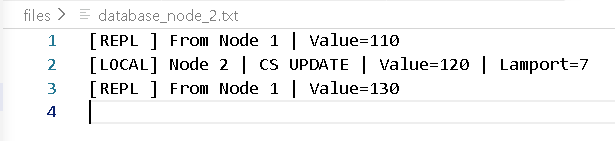 files > database_node_2.txt
1 [REPL ] From Node 1 | Value=110
2 [LOCAL] Node 2 | CS UPDATE | Value=120 | Lamport=7
3 [REPL ] From Node 1 | Value=130
4